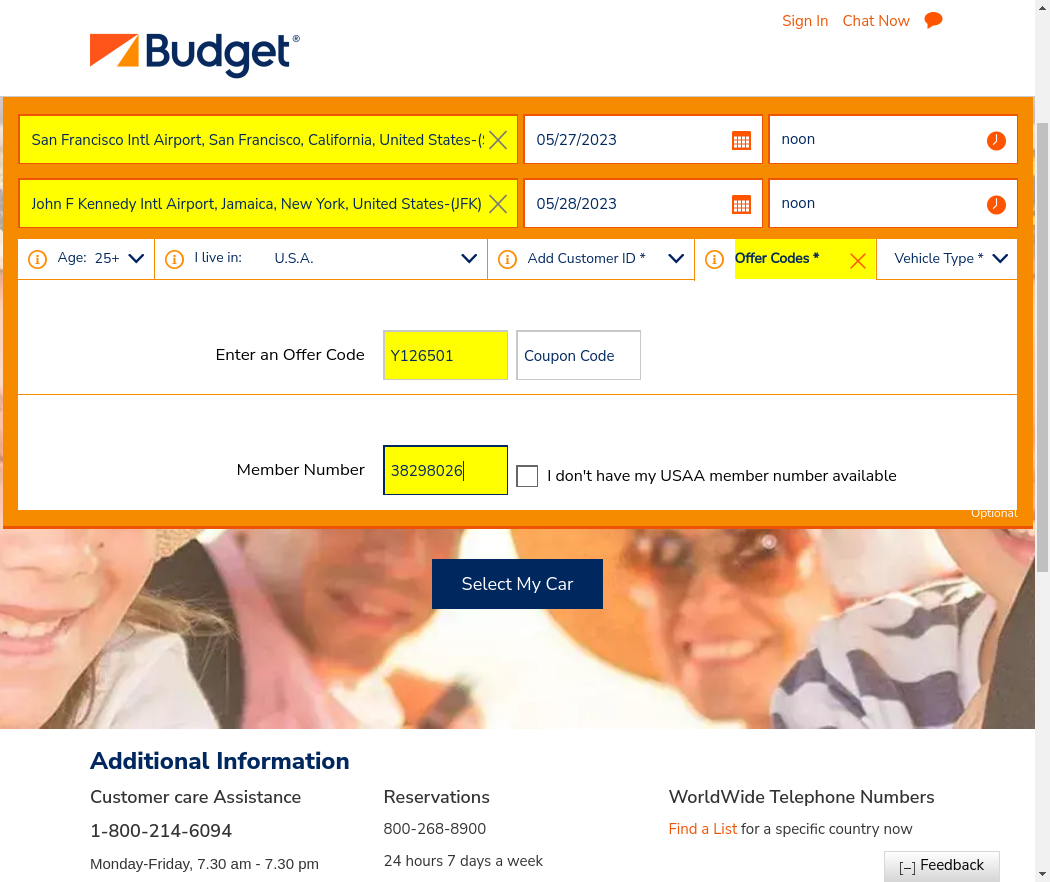 Sign In Chat Now
Budget®
San Francisco Intl Airport, San Francisco, California, United States-(
05/27/2023
noon
John F Kennedy Intl Airport, Jamaica, New York, United States-(JFK)
05/28/2023
noon
Age: 25+ I live in: U.S.A. Add Customer ID * Offer Codes * Vehicle Type *
Enter an Offer Code Y126501 Coupon Code
Member Number 38298026 I don't have my USAA member number available
Optional
Select My Car
Additional Information
Customer care Assistance
1-800-214-6094
Monday-Friday, 7.30 am - 7.30 pm
Reservations
800-268-8900
24 hours 7 days a week
WorldWide Telephone Numbers
Find a List for a specific country now
[–] Feedback